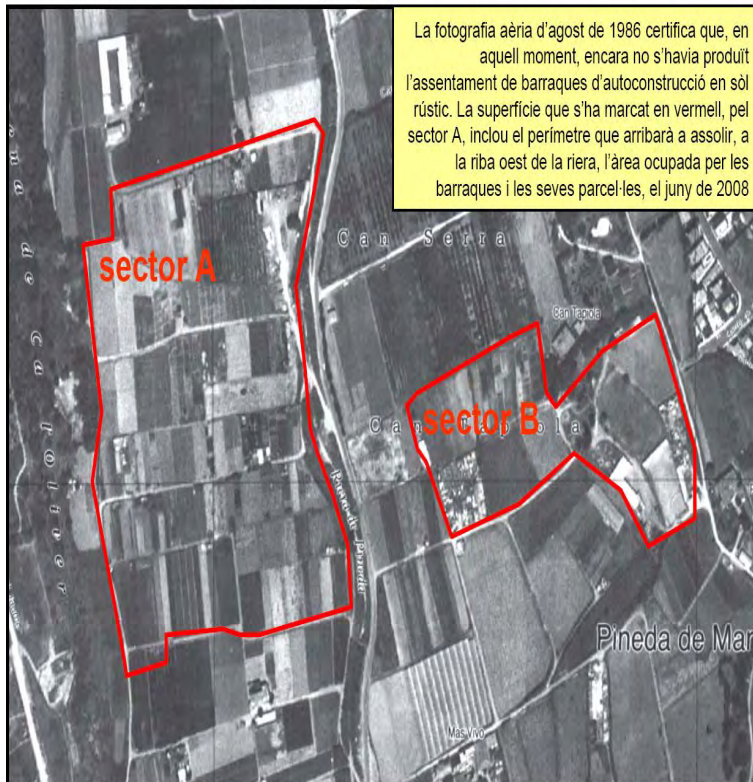 La fotografia aèria d'agost de 1986 certifica que, en
aquell moment, encara no s'havia produït
l'assentament de barraques d'autoconstrucció en sòl
rústic. La superfície que s'ha marcat en vermell, pel
sector A, inclou el perímetre que arribarà a assolir, a
la riba oest de la riera, l'àrea ocupada per les
barraques i les seves parcel·les, el juny de 2008
Can Serra
sector A
Can Tapiola
sector B
Riera de Pineda
Pineda de Mar
Mas Vivo